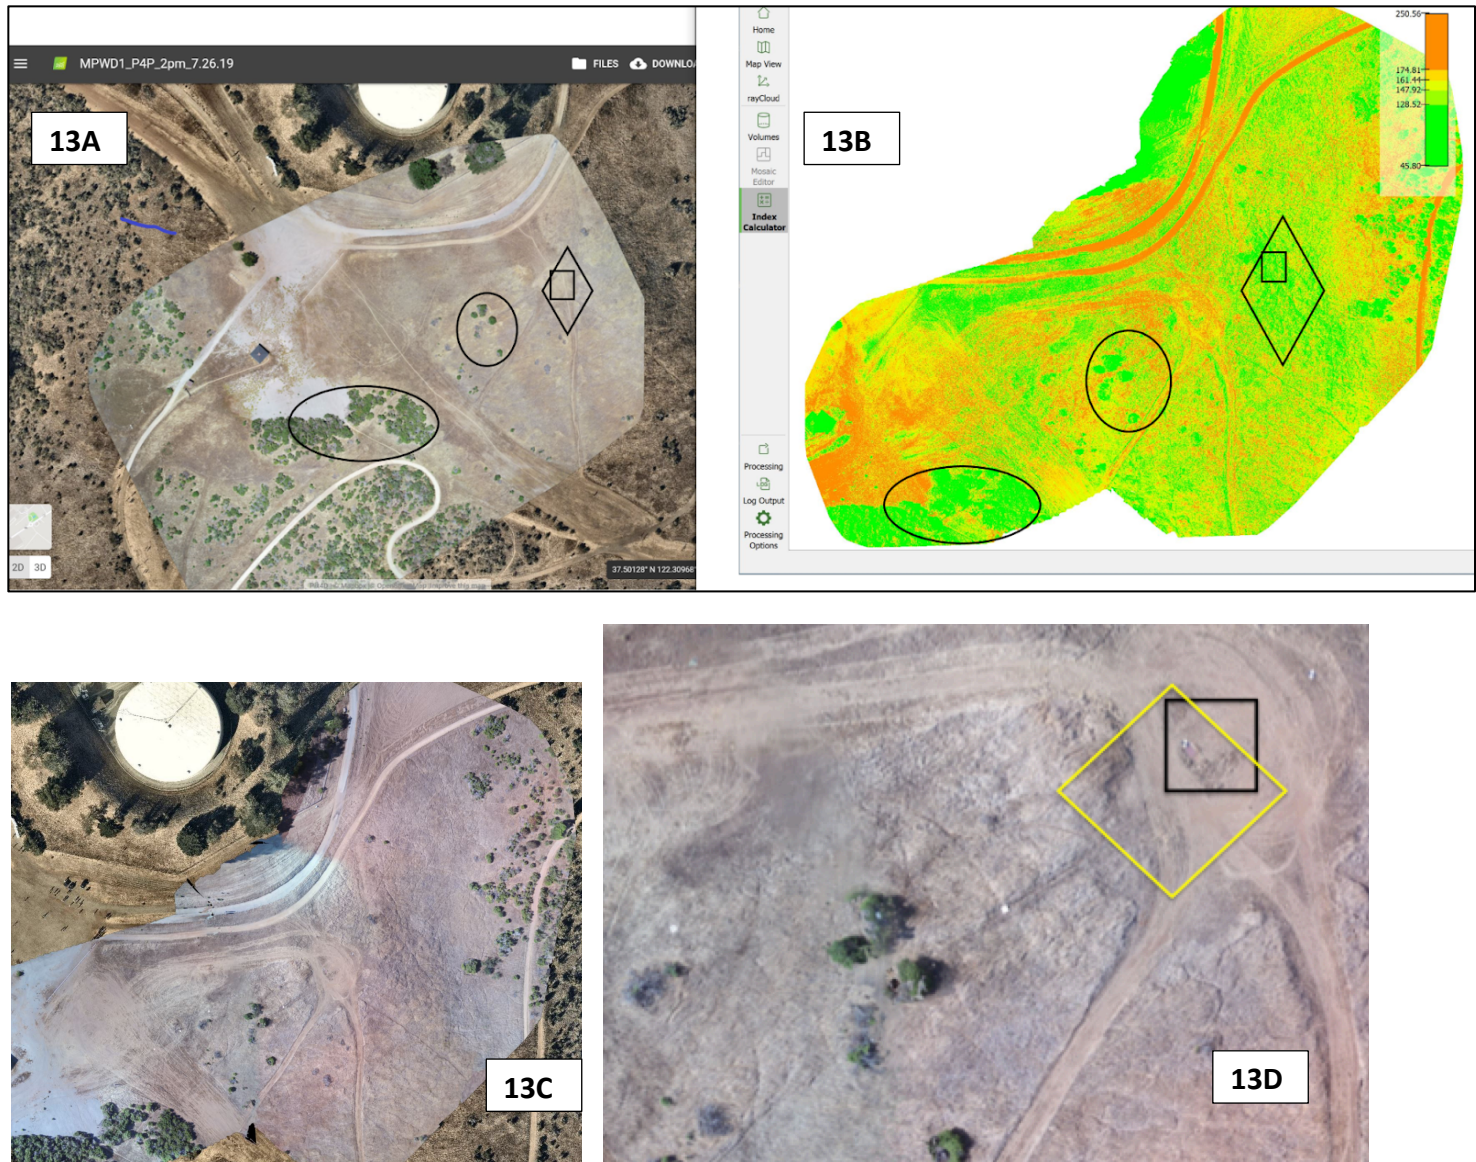 MPWD1_P4P_2pm_7.26.19
FILES
DOWNLOA
13A
2D 3D
37.50128° N 122.30968°
Home
Map View
rayCloud
Volumes
Mosaic
Editor
Index
Calculator
Processing
Log Output
Processing
Options
13B
250.56
174.81
161.44
147.92
128.52
45.80
13C
13D